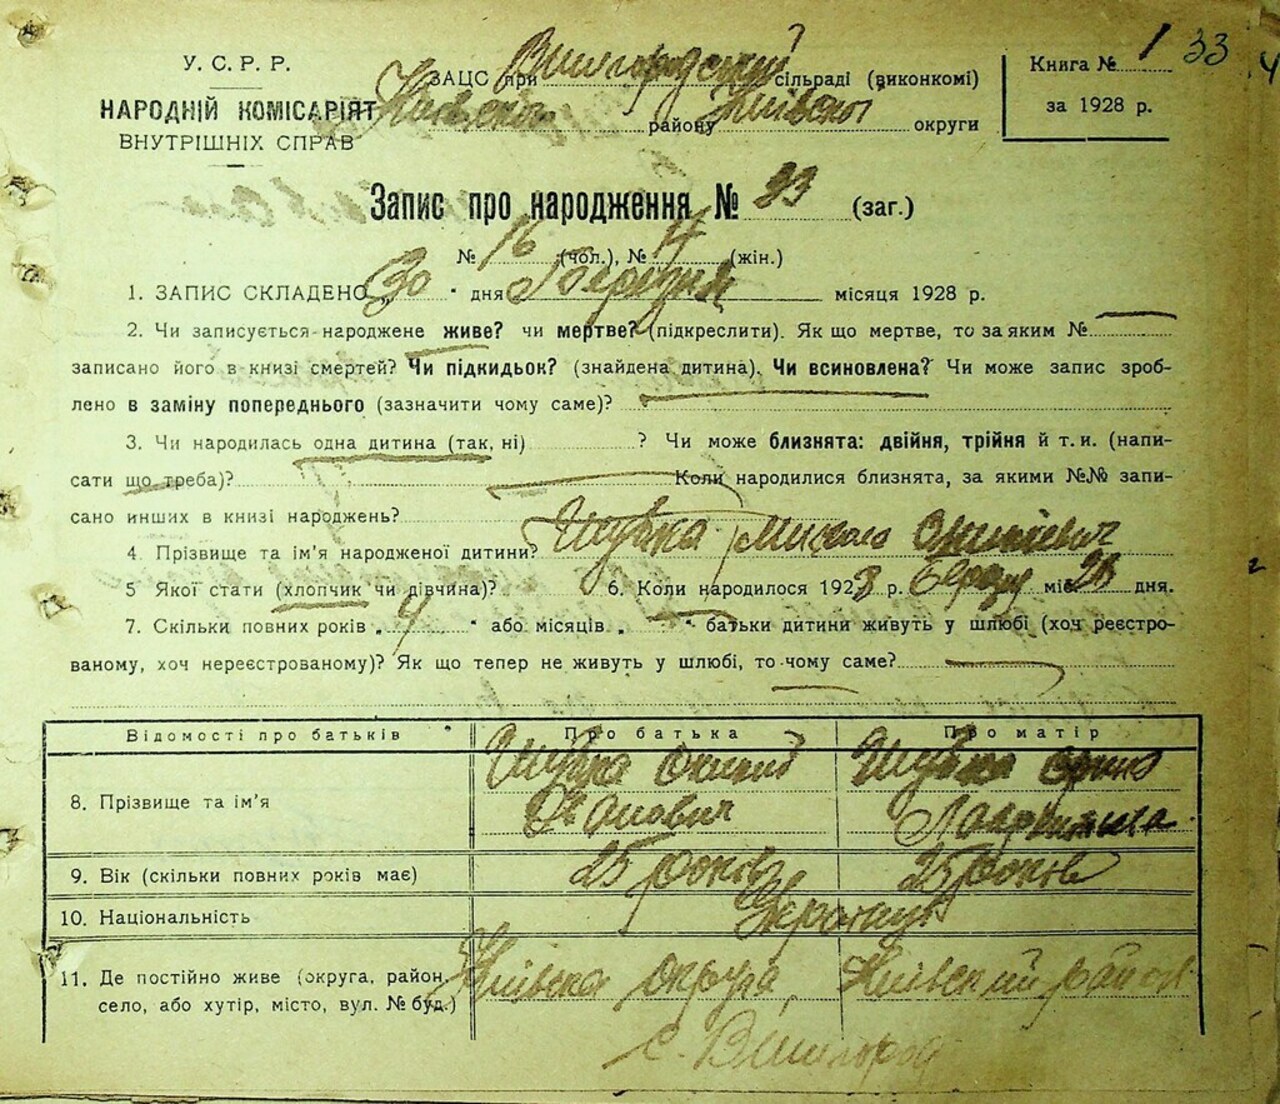 У. С. Р. Р.
НАРОДНІЙ КОМІСАРІЯТ
ВНУТРІШНІХ СПРАВ
ЗАЦС при Вишгородский сільраді (виконкомі)
району Київскої округи
Книга № 1 33
за 1928 р.
Запис про народження № 33 (заг.)
№ 16 (чол.), № 17 (жін.)
1. ЗАПИС СКЛАДЕНО „ 30 " дня Березня місяця 1928 р.
2. Чи записується народжене живе? чи мертве? (підкреслити). Як що мертве, то за яким №
записано його в книзі смертей? Чи підкидьок? (знайдена дитина). Чи всиновлена? Чи може запис зроб-
лено в заміну попереднього (зазначити чому саме)?
3. Чи народилась одна дитина (так, ні) ? Чи може близнята: двійня, трійня й т. и. (напи-
сати що треба)? Коли народилися близнята, за якими №№ запи-
сано инших в книзі народжень?
4. Прізвище та ім'я народженої дитини? Шубка Микола
5 Якої стати (хлопчик чи дівчина)? 6. Коли народилося 1928 р. міс. дня.
7. Скільки повних років „ 4 " або місяців „ " батьки дитини живуть у шлюбі (хоч реєстро-
ваному, хоч нереєстрованому)? Як що тепер не живуть у шлюбі, то чому саме?
Відомості про батьків Про батька Про матір
8. Прізвище та ім'я Шубка Шубка
9. Вік (скільки повних років має) 25 років 25 років
10. Національність
11. Де постійно живе (округа, район, Київска округа, Київский район
село, або хутір, місто, вул. № буд.) с. Вишгород